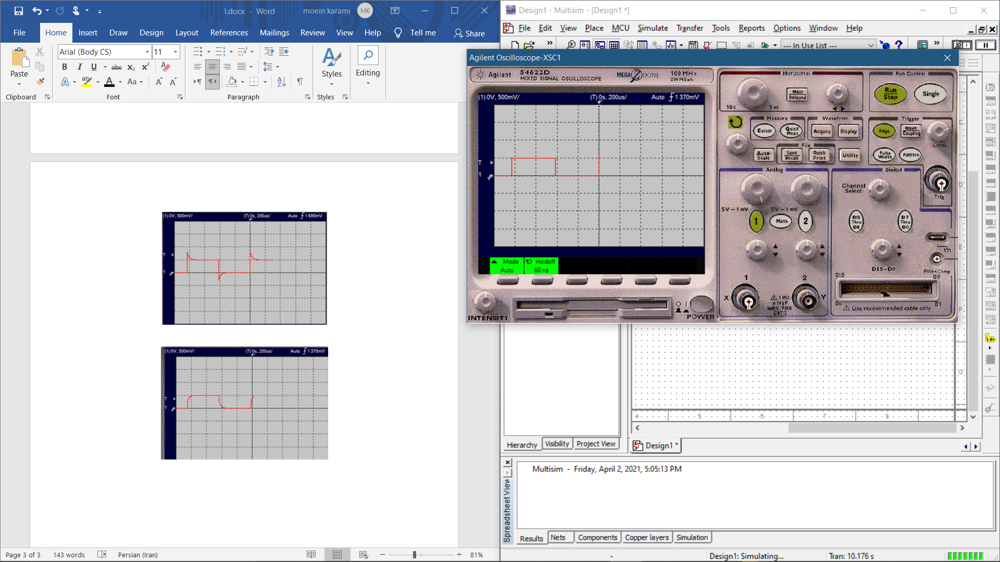 1.docx - Word
moein karami
MK
File
Home
Insert
Draw
Design
Layout
References
Mailings
Review
View
Help
Tell me
Share
Paste
Clipboard
Arial (Body CS)
11
B I U abc x₂ x²
A A Aa A A
Font
Paragraph
Styles
Styles
Editing
(1) 0V, 500mV/ (T) 0s, 200us/ Auto 1 695mV
T
1
(1) 0V, 500mV/ (T) 0s, 200us/ Auto 1 370mV
T
1
Page 3 of 3
143 words
Persian (Iran)
81%
Design1 - Multisim - [Design1 *]
File Edit View Place MCU Simulate Transfer Tools Reports Options Window Help
--- In Use List ---
Agilent Oscilloscope-XSC1
Agilent
54622D
MIXED SIGNAL OSCILLOSCOPE
MEGA Zoom
100 MHz
200 MSa/s
(1) 0V, 500mV/ (T) 0s, 200us/ Auto 1 370mV
T
1
Mode
Auto
Holdoff
60 ns
INTENSITY
POWER
Horizontal
Main
Delayed
50 s
5 ns
Run Control
Run
Stop
Single
Measure
Cursor
Quick
Meas
Waveform
Acquire
Display
Trigger
Edge
Mode
Coupling
Level
File
Auto-
Scale
Save
Recall
Quick
Print
Utility
Pulse
Width
Pattern
Trig
Analog
5V – 1 mV
5V – 1 mV
1
Math
2
1
2
X
Y
1 MΩ
≈ 14pF
300 V RMS
CAT I
Digital
Channel
Select
D15
Thru
D8
D7
Thru
D0
D15-D0
Probe Comp
D15
D8
D0
D1
Use recommended cable only
1.4v
C
D
E
F
G
4 5 6 7 8
Hierarchy
Visibility
Project View
Design1 *
Spreadsheet View
Multisim - Friday, April 2, 2021, 5:05:13 PM
Results
Nets
Components
Copper layers
Simulation
-
Design1: Simulating...
Tran: 10.176 s